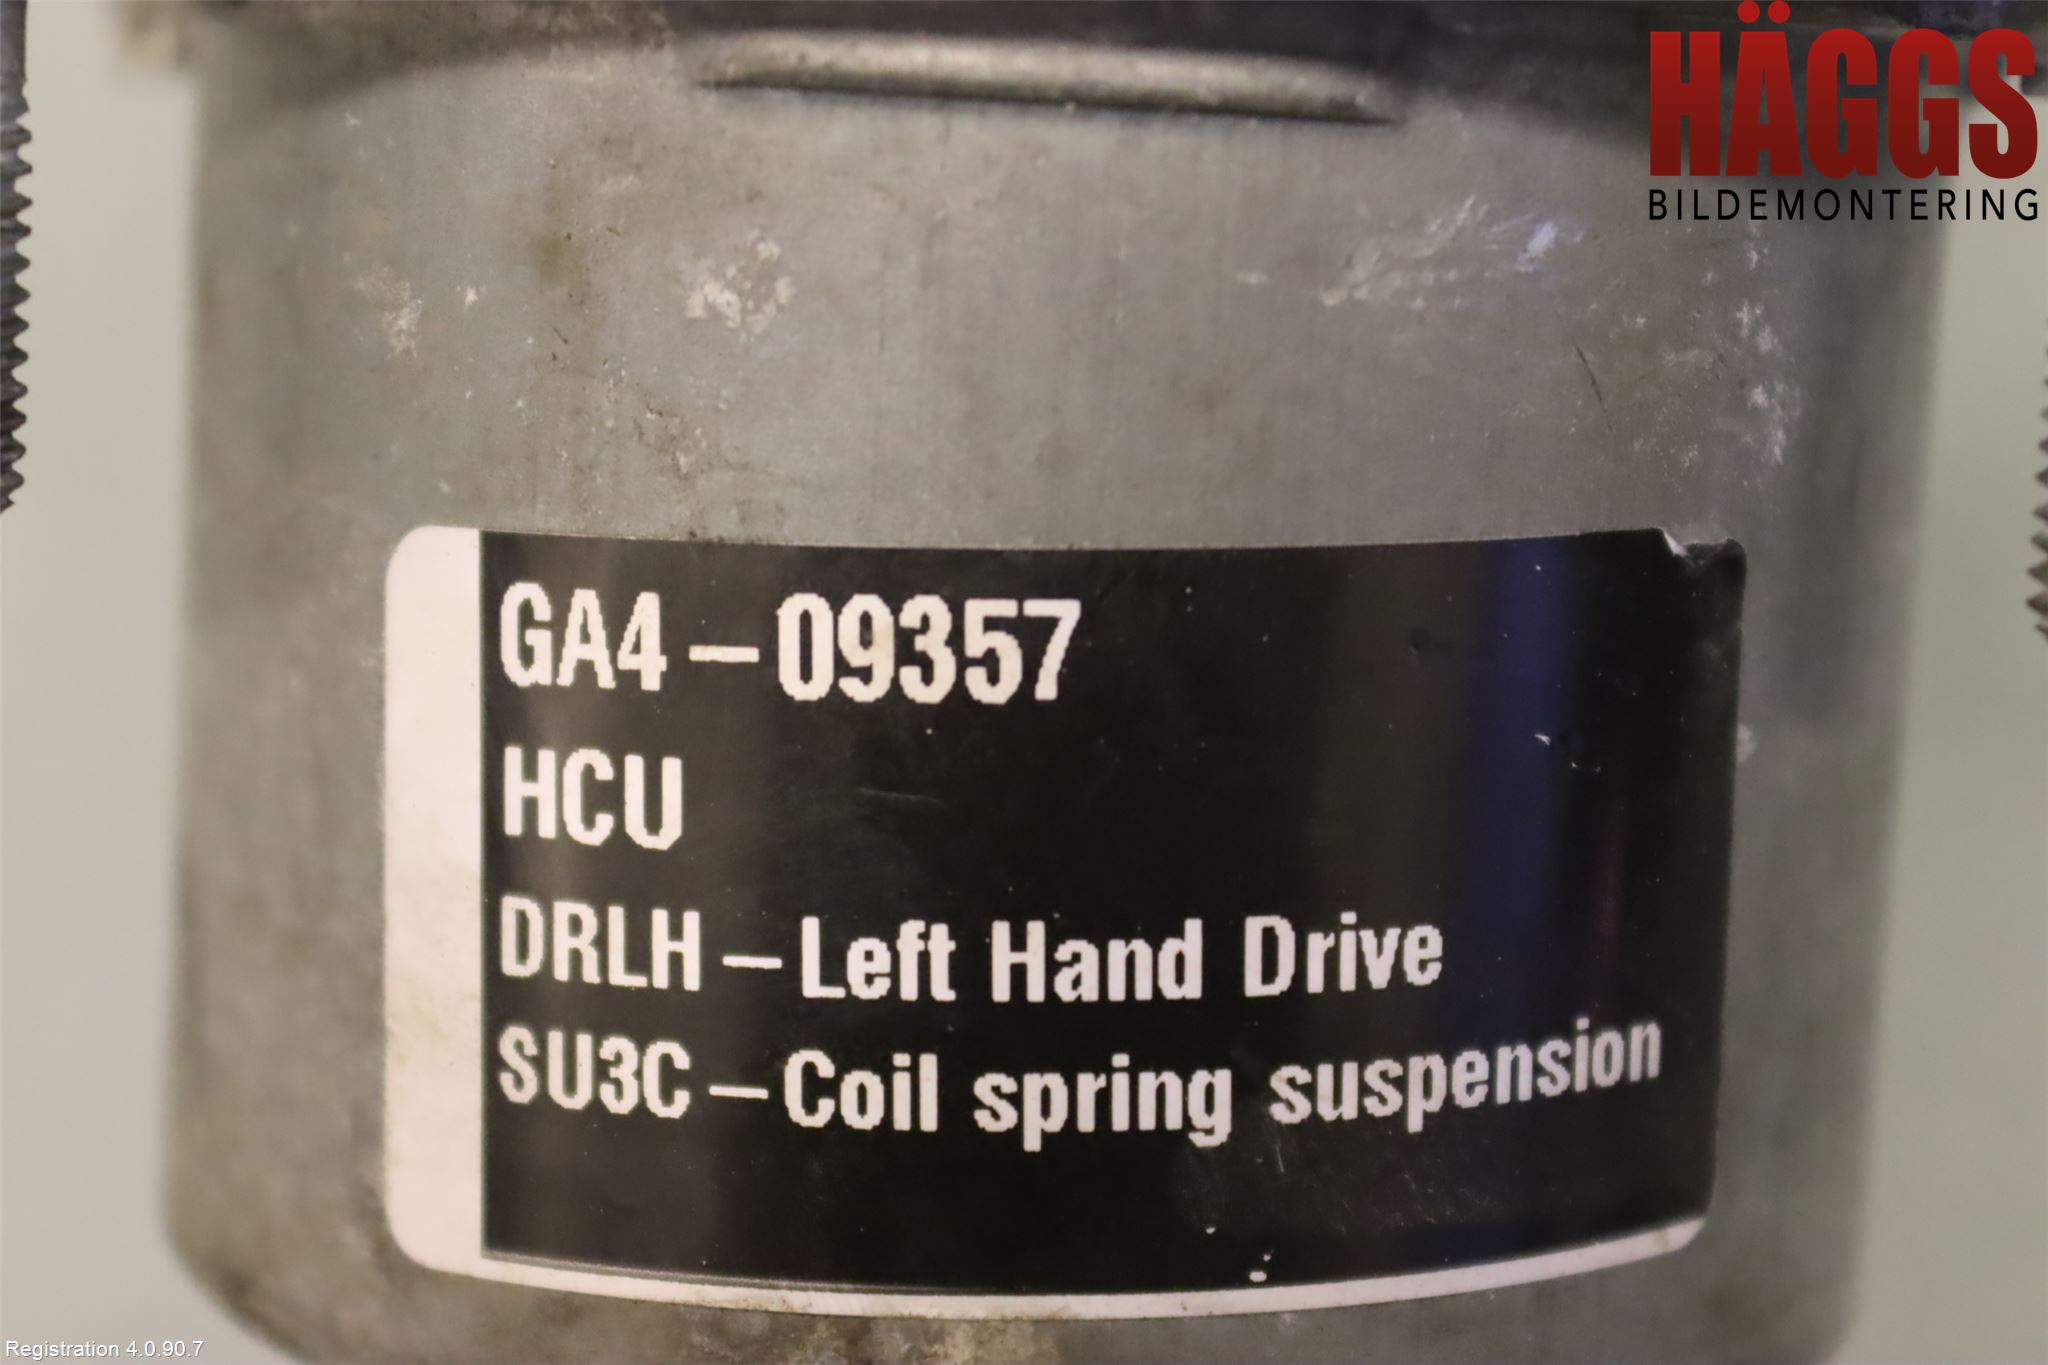 HÄGGS
BILDEMONTERING
GA4-09357
HCU
DRLH-Left Hand Drive
SU3C-Coil spring suspension
Registration 4.0.90.7